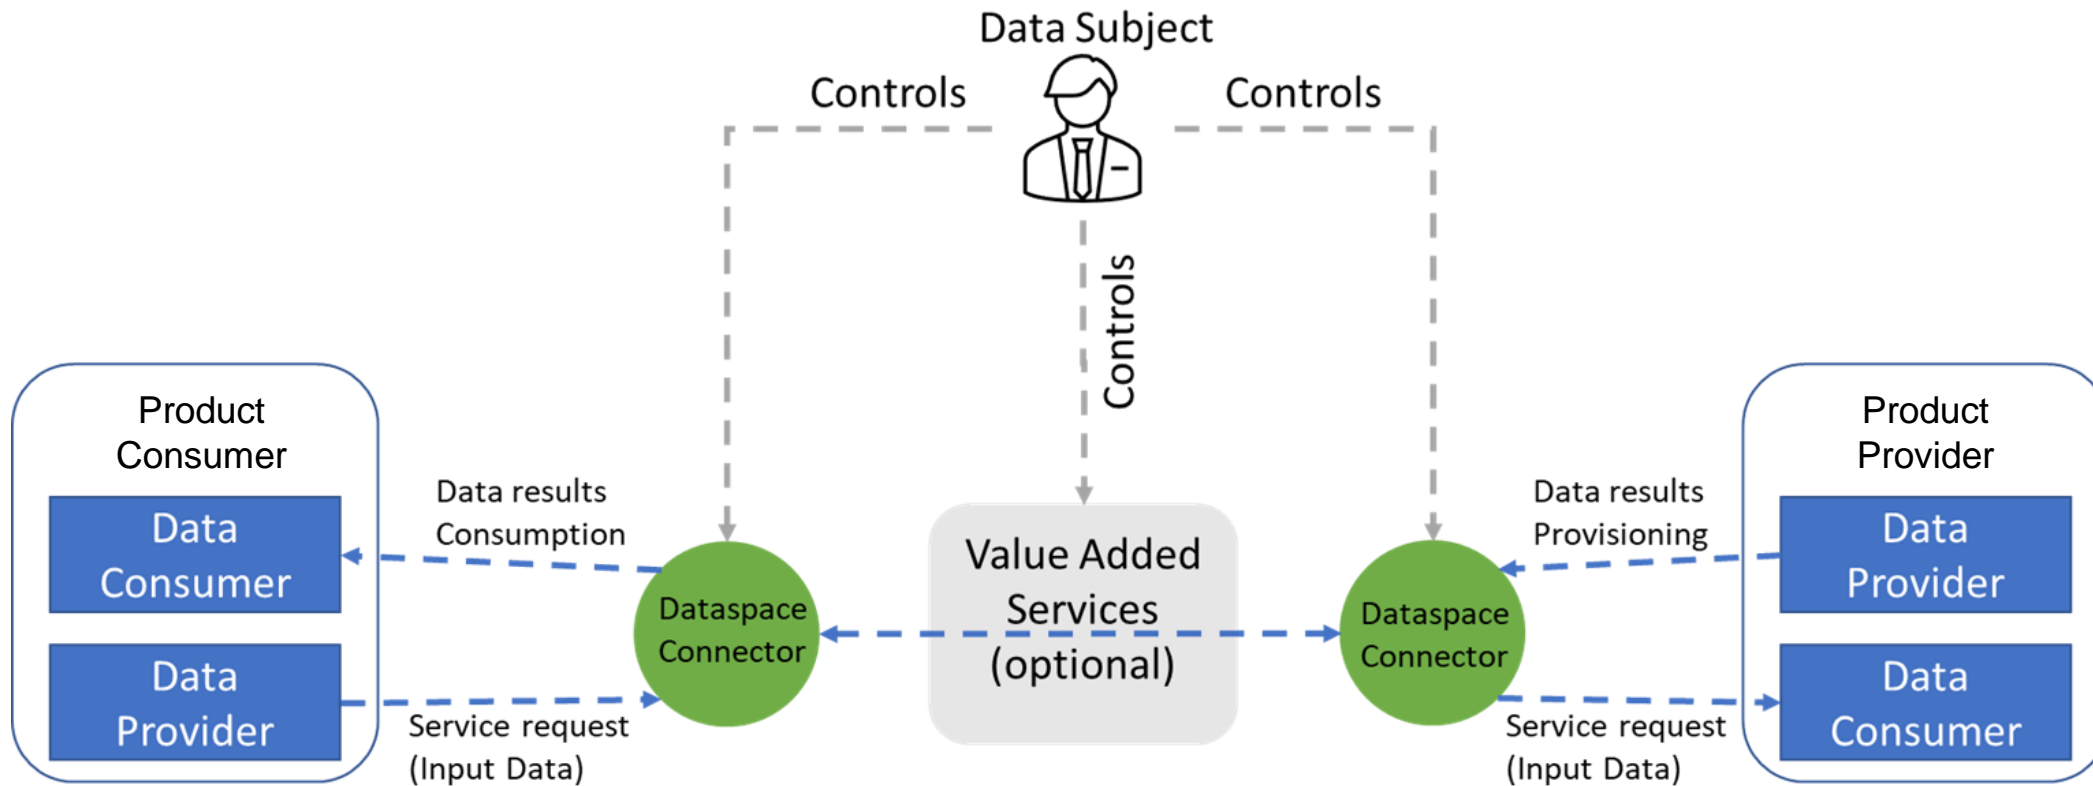 Data Subject
Controls
Controls
Controls
Product
Consumer
Data
Consumer
Data
Provider
Data results
Consumption
Service request
(Input Data)
Dataspace
Connector
Value Added
Services
(optional)
Dataspace
Connector
Data results
Provisioning
Service request
(Input Data)
Product
Provider
Data
Provider
Data
Consumer